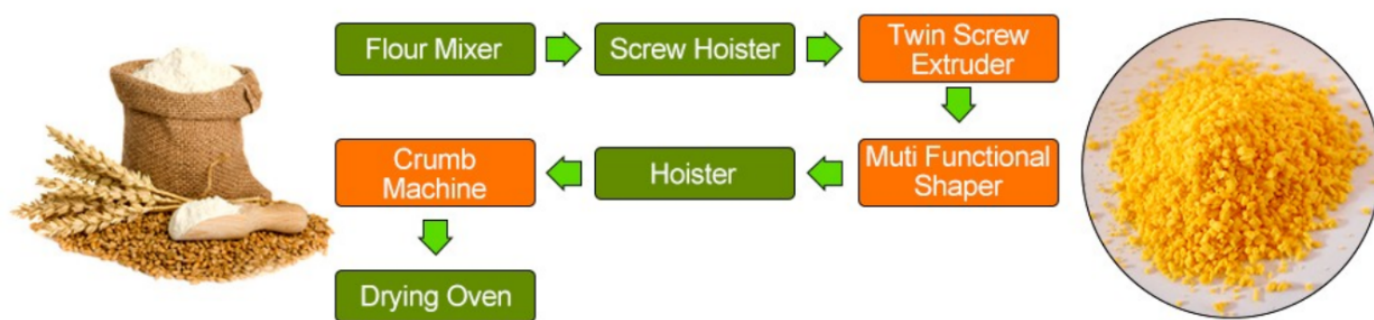 Flour Mixer
Screw Hoister
Twin Screw
Extruder
Muti Functional
Shaper
Hoister
Crumb
Machine
Drying Oven